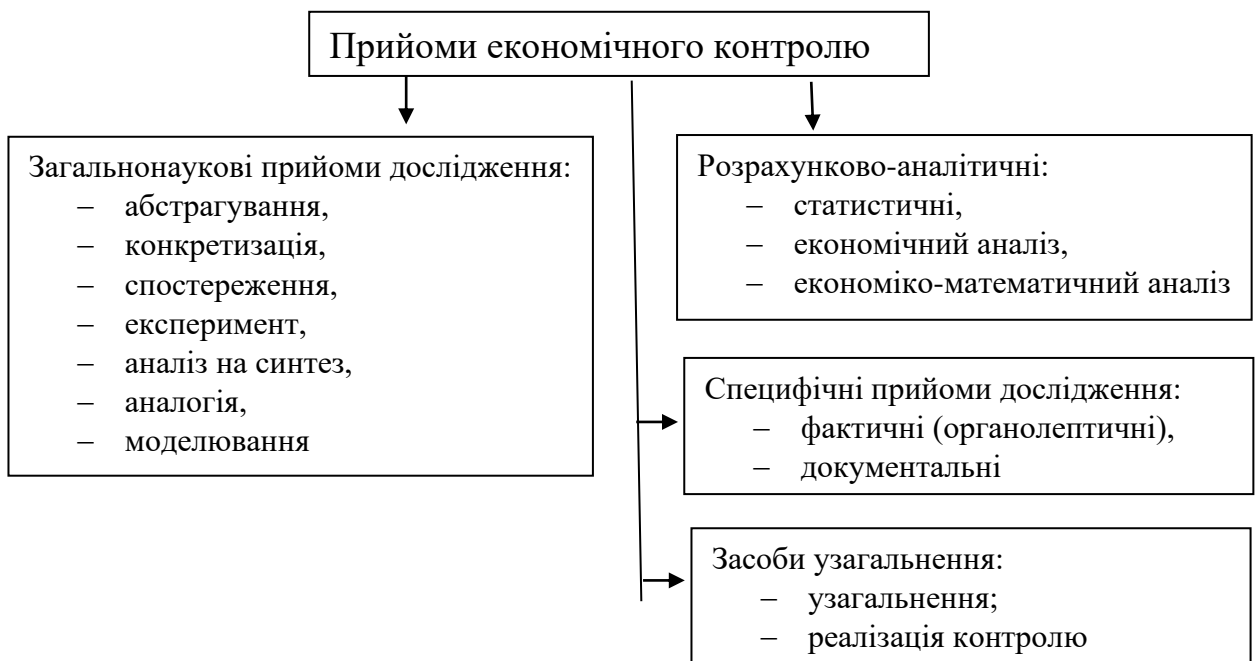 Прийоми економічного контролю
Загальнонаукові прийоми дослідження:
– абстрагування,
– конкретизація,
– спостереження,
– експеримент,
– аналіз на синтез,
– аналогія,
– моделювання
Розрахунково-аналітичні:
– статистичні,
– економічний аналіз,
– економіко-математичний аналіз
Специфічні прийоми дослідження:
– фактичні (органолептичні),
– документальні
Засоби узагальнення:
– узагальнення;
– реалізація контролю